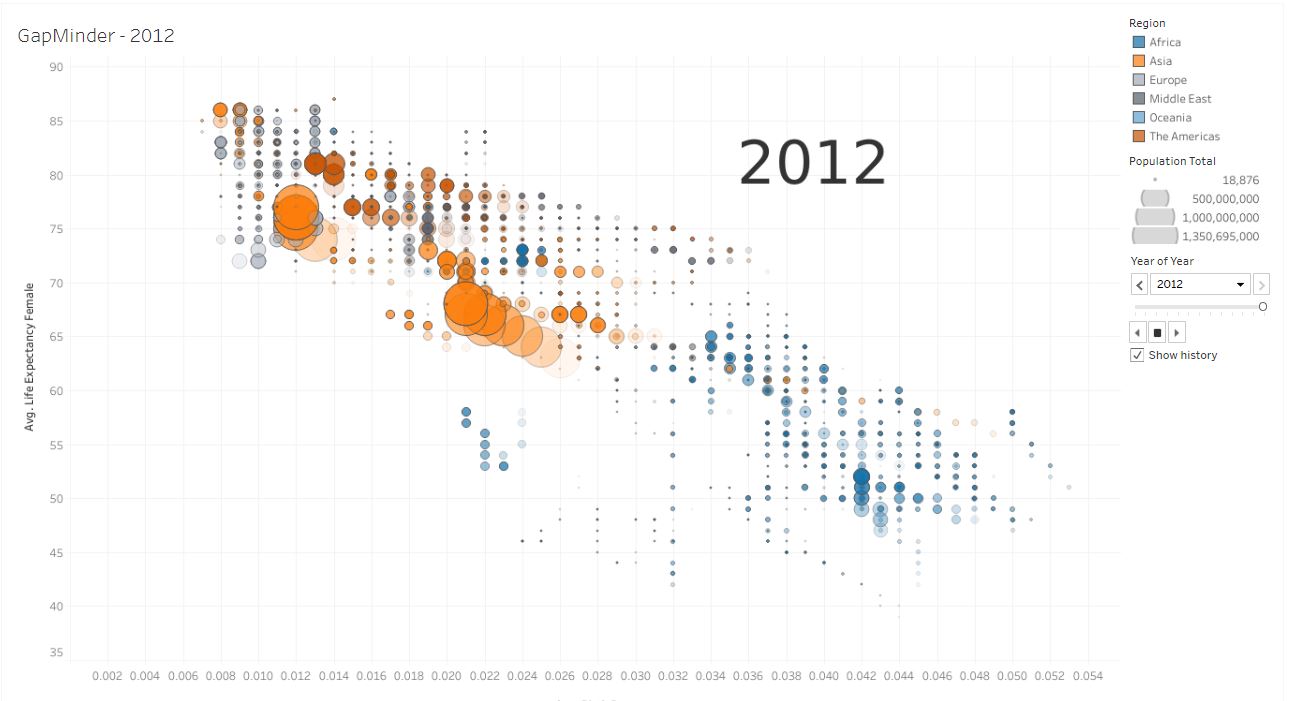 GapMinder - 2012
2012
Avg. Life Expectancy Female
90
85
80
75
70
65
60
55
50
45
40
35
0.002 0.004 0.006 0.008 0.010 0.012 0.014 0.016 0.018 0.020 0.022 0.024 0.026 0.028 0.030 0.032 0.034 0.036 0.038 0.040 0.042 0.044 0.046 0.048 0.050 0.052 0.054
Region
Africa
Asia
Europe
Middle East
Oceania
The Americas
Population Total
18,876
500,000,000
1,000,000,000
1,350,695,000
Year of Year
2012
Show history